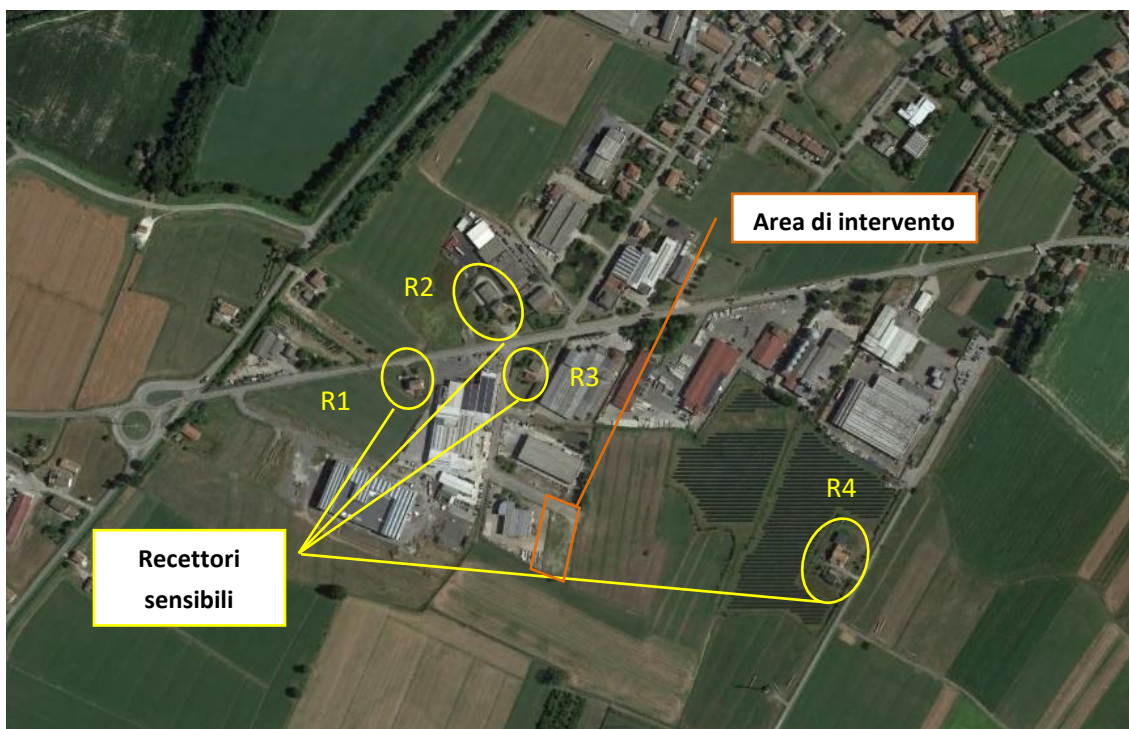 Area di intervento
R2
R3
R1
R4
Recettori
sensibili